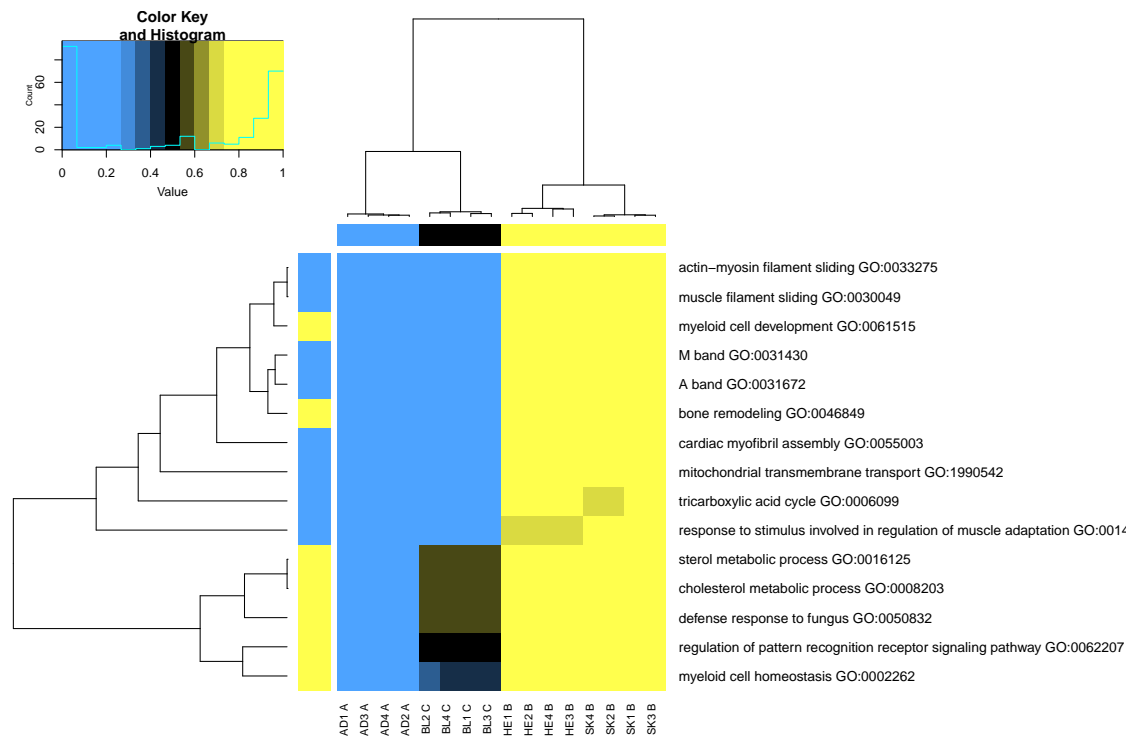 Color Key
and Histogram
Count
0 20 60
0 0.2 0.4 0.6 0.8 1
Value
actin−myosin filament sliding GO:0033275
muscle filament sliding GO:0030049
myeloid cell development GO:0061515
M band GO:0031430
A band GO:0031672
bone remodeling GO:0046849
cardiac myofibril assembly GO:0055003
mitochondrial transmembrane transport GO:1990542
tricarboxylic acid cycle GO:0006099
response to stimulus involved in regulation of muscle adaptation GO:0014
sterol metabolic process GO:0016125
cholesterol metabolic process GO:0008203
defense response to fungus GO:0050832
regulation of pattern recognition receptor signaling pathway GO:0062207
myeloid cell homeostasis GO:0002262
AD1 A
AD3 A
AD4 A
AD2 A
BL2 C
BL4 C
BL1 C
BL3 C
HE1 B
HE2 B
HE4 B
HE3 B
SK4 B
SK2 B
SK1 B
SK3 B